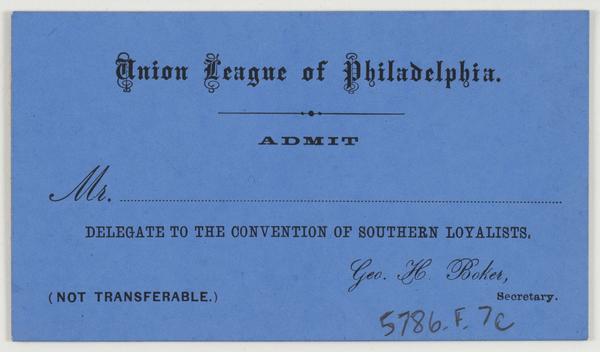 Union League of Philadelphia.
ADMIT
Mr.
DELEGATE TO THE CONVENTION OF SOUTHERN LOYALISTS.
Geo. H. Boker,
(NOT TRANSFERABLE.)
Secretary.
5786.F.7c